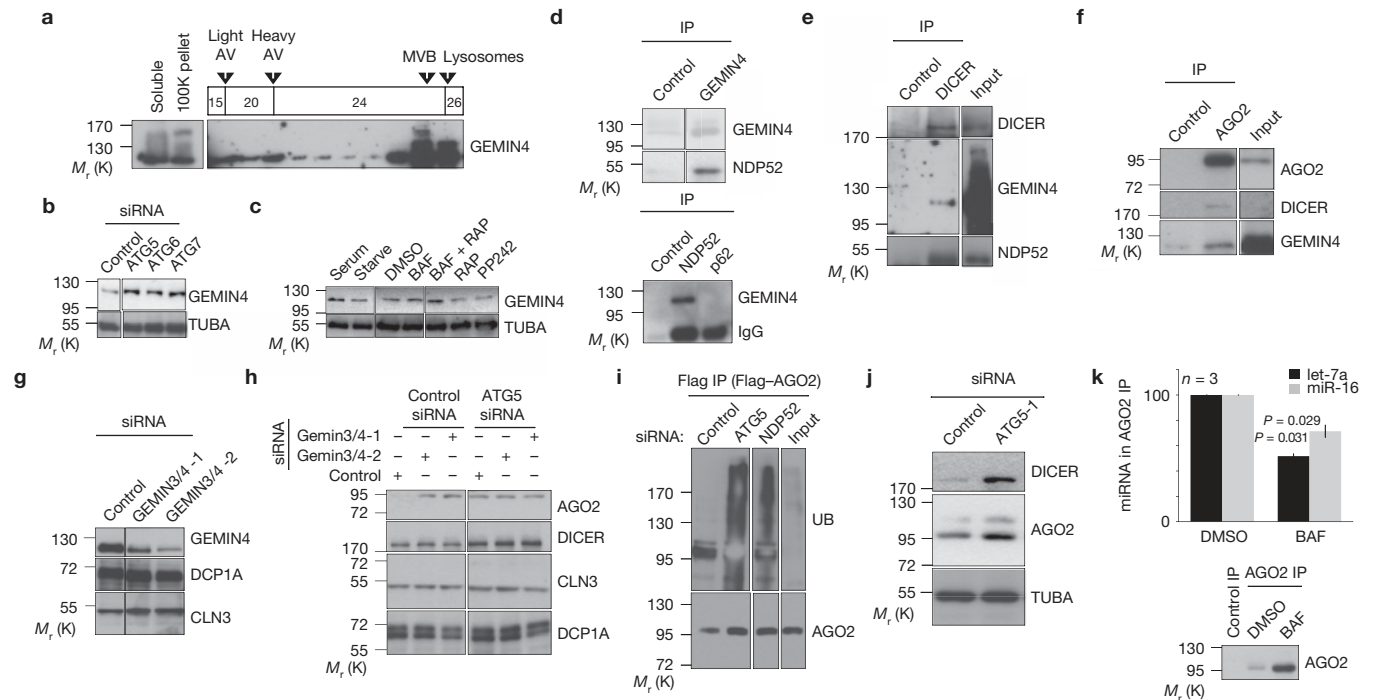 a
Light AV
Heavy AV
MVB
Lysosomes
Soluble
100K pellet
15
20
24
26
170
130
95
Mr (K)
GEMIN4
b
siRNA
Control
ATG5
ATG6
ATG7
130
95
55
Mr (K)
GEMIN4
TUBA
c
Serum
Starve
DMSO
BAF
BAF + RAP
RAP
PP242
130
95
55
Mr (K)
GEMIN4
TUBA
d
IP
Control
GEMIN4
130
95
55
Mr (K)
GEMIN4
NDP52
IP
Control
NDP52
p62
130
95
Mr (K)
GEMIN4
IgG
e
IP
Control
DICER
Input
170
130
95
55
Mr (K)
DICER
GEMIN4
NDP52
f
IP
Control
AGO2
Input
95
72
170
130
95
Mr (K)
AGO2
DICER
GEMIN4
g
siRNA
Control
GEMIN3/4 -1
GEMIN3/4 -2
130
72
55
Mr (K)
GEMIN4
DCP1A
CLN3
h
Control siRNA
ATG5 siRNA
siRNA
Gemin3/4-1 – – + – – +
Gemin3/4-2 – + – – + –
Control + – – + – –
95
72
170
72
55
72
55
Mr (K)
AGO2
DICER
CLN3
DCP1A
i
Flag IP (Flag–AGO2)
siRNA:
Control
ATG5
NDP52
Input
170
130
95
130
95
72
Mr (K)
UB
AGO2
j
siRNA
Control
ATG5-1
170
130
95
72
55
Mr (K)
DICER
AGO2
TUBA
k
n = 3
let-7a
miR-16
P = 0.029
P = 0.031
miRNA in AGO2 IP
100
0
DMSO
BAF
Control IP
AGO2 IP
DMSO
BAF
130
95
Mr (K)
AGO2